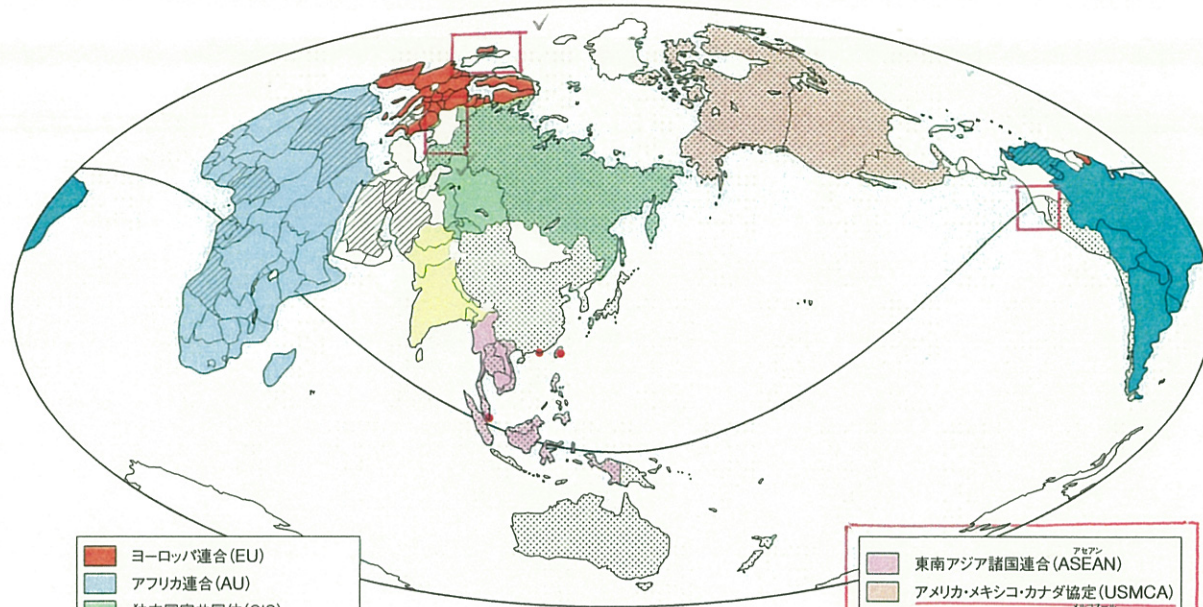 ヨーロッパ連合(EU)
アフリカ連合(AU)
アセアン
東南アジア諸国連合(ASEAN)
アメリカ・メキシコ・カナダ協定(USMCA)